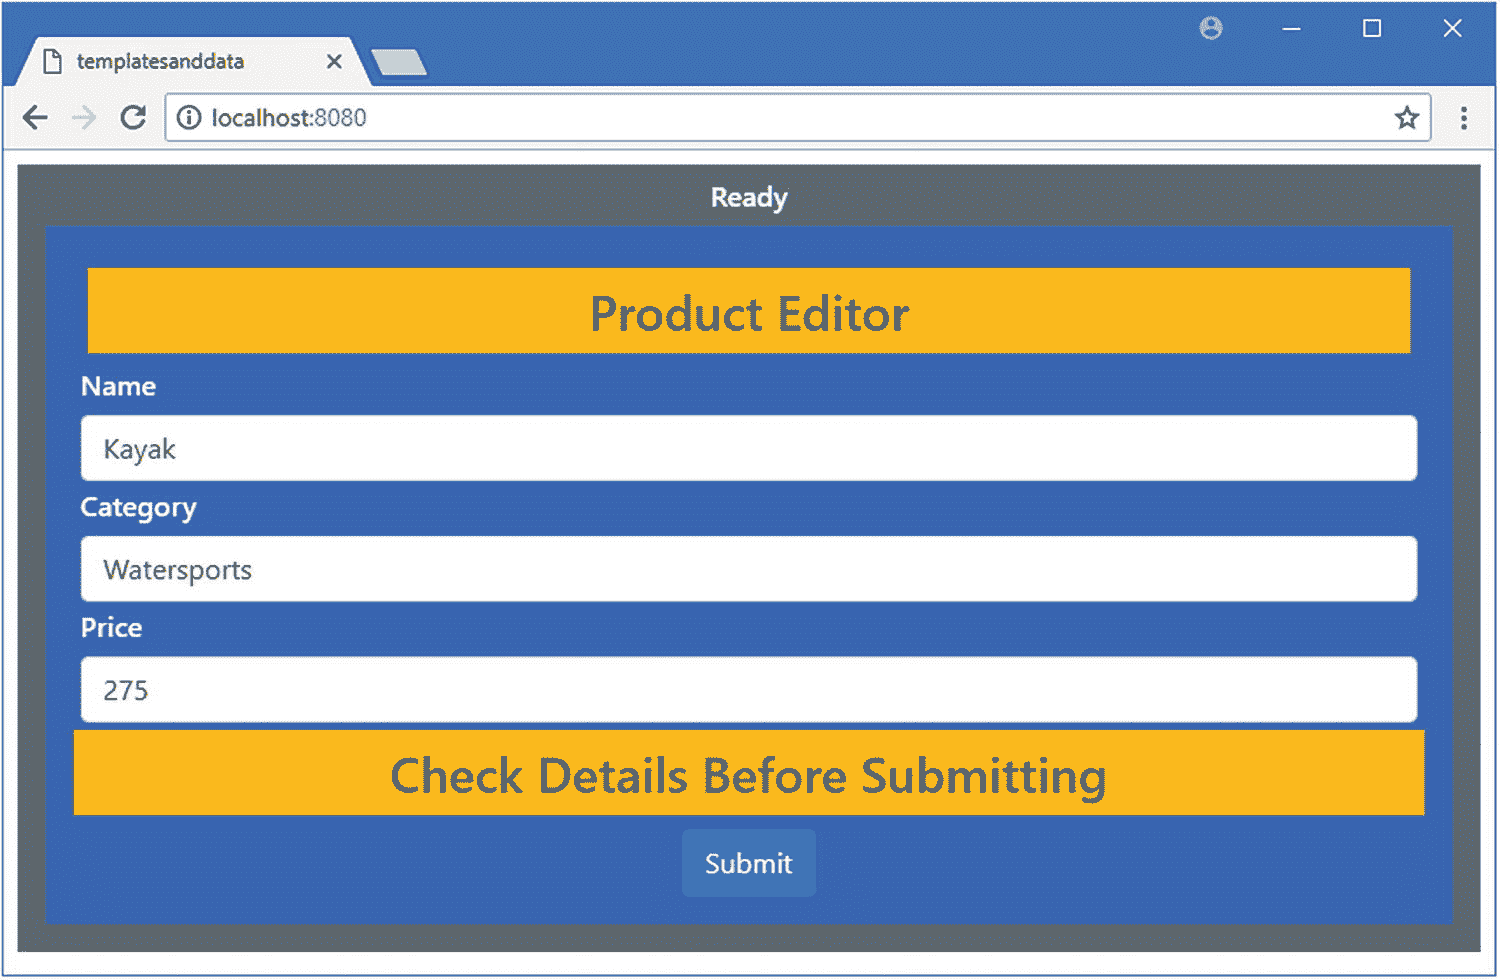 templatesanddata
localhost:8080
Ready
Product Editor
Name
Kayak
Category
Watersports
Price
275
Check Details Before Submitting
Submit